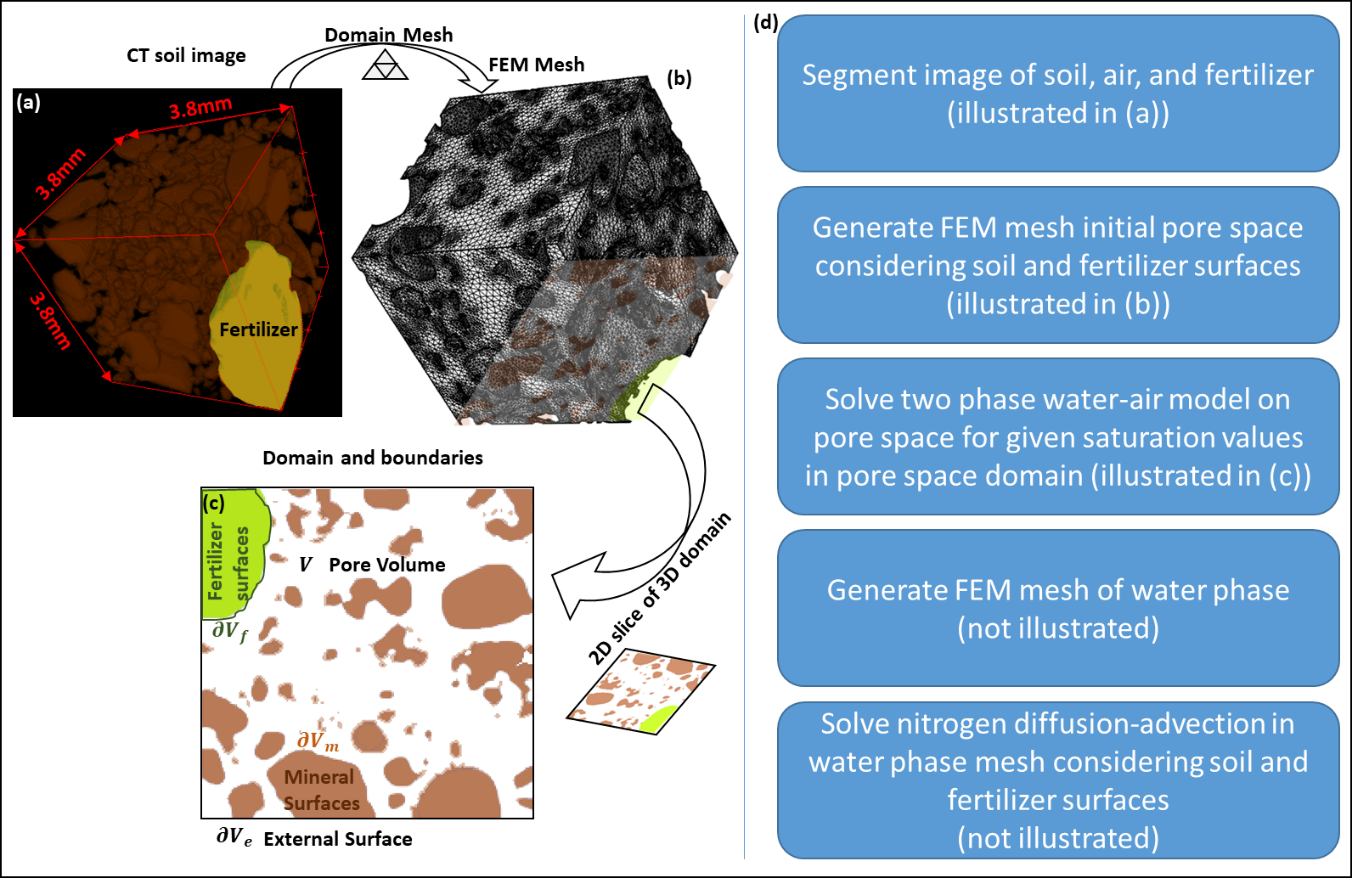 CT soil image
Domain Mesh
FEM Mesh
(a)
3.8mm
3.8mm
3.8mm
Fertilizer
(b)
Domain and boundaries
(c)
Fertilizer
surfaces
V Pore Volume
∂V_f
∂V_m
Mineral
Surfaces
∂V_e External Surface
2D slice of 3D domain
(d)
Segment image of soil, air, and fertilizer
(illustrated in (a))
Generate FEM mesh initial pore space
considering soil and fertilizer surfaces
(illustrated in (b))
Solve two phase water-air model on
pore space for given saturation values
in pore space domain (illustrated in (c))
Generate FEM mesh of water phase
(not illustrated)
Solve nitrogen diffusion-advection in
water phase mesh considering soil and
fertilizer surfaces
(not illustrated)